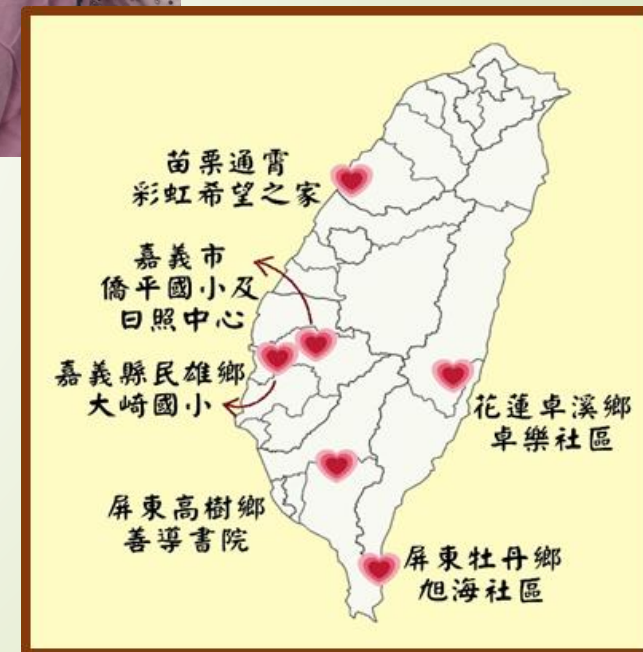 苗栗通霄
彩虹希望之家
嘉義市
僑平國小及
日照中心
嘉義縣民雄鄉
大崎國小
花蓮卓溪鄉
卓樂社區
屏東高樹鄉
善導書院
屏東牡丹鄉
旭海社區